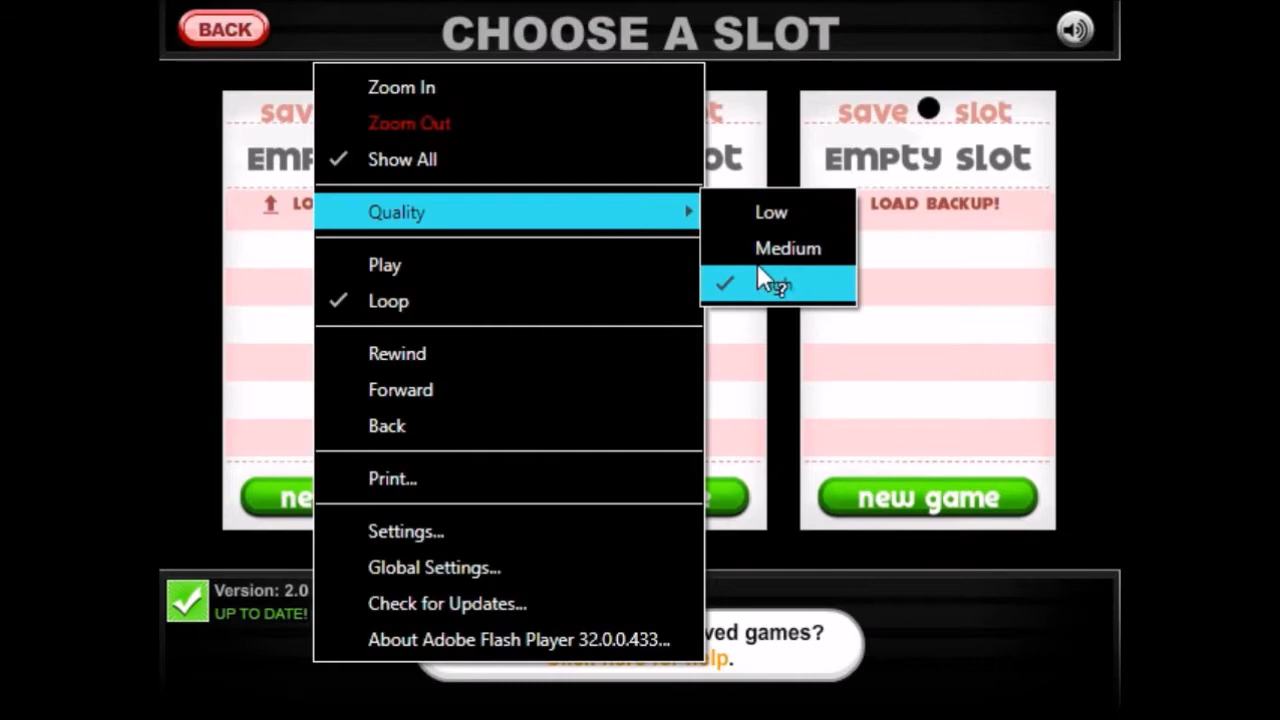 BACK
CHOOSE A SLOT
save slot
EMPTY SLOT
LOAD BACKUP!
new game
Zoom In
Zoom Out
Show All
Quality
Play
Loop
Rewind
Forward
Back
Print...
Settings...
Global Settings...
Check for Updates...
About Adobe Flash Player 32.0.0.433...
Low
Medium
Version: 2.0
UP TO DATE!
ved games?